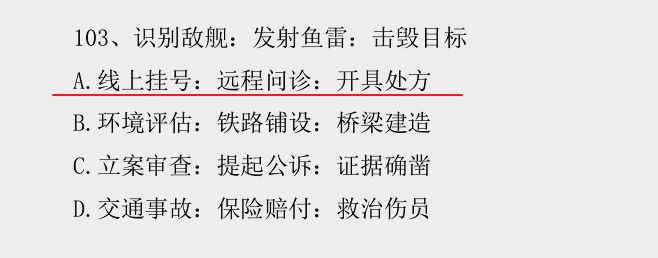 103、识别敌舰：发射鱼雷：击毁目标
A.线上挂号：远程问诊：开具处方
B.环境评估：铁路铺设：桥梁建造
C.立案审查：提起公诉：证据确凿
D.交通事故：保险赔付：救治伤员